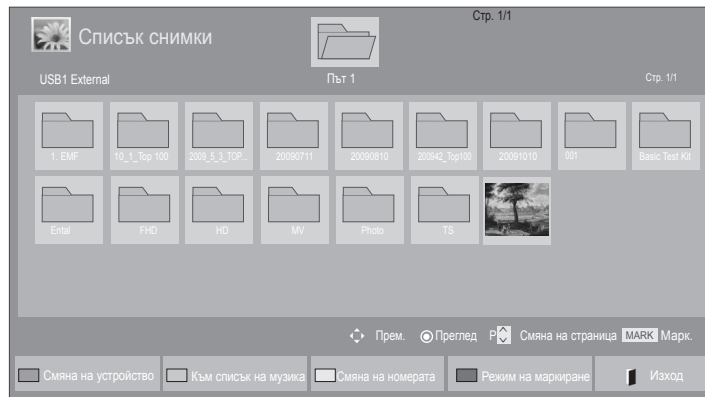 Стр. 1/1
Списък снимки
USB1 External
Път 1
Стр. 1/1
1. EMF
10_1_Top 100
2009_5_3_TOP...
20090711
20090810
200942_Top100
20091010
001
Basic Test Kit
Ental
FHD
HD
MV
Photo
TS
Прем.
Преглед
P
Смяна на страница
MARK
Марк.
Смяна на устройство
Към списък на музика
Смяна на номерата
Режим на маркиране
Изход